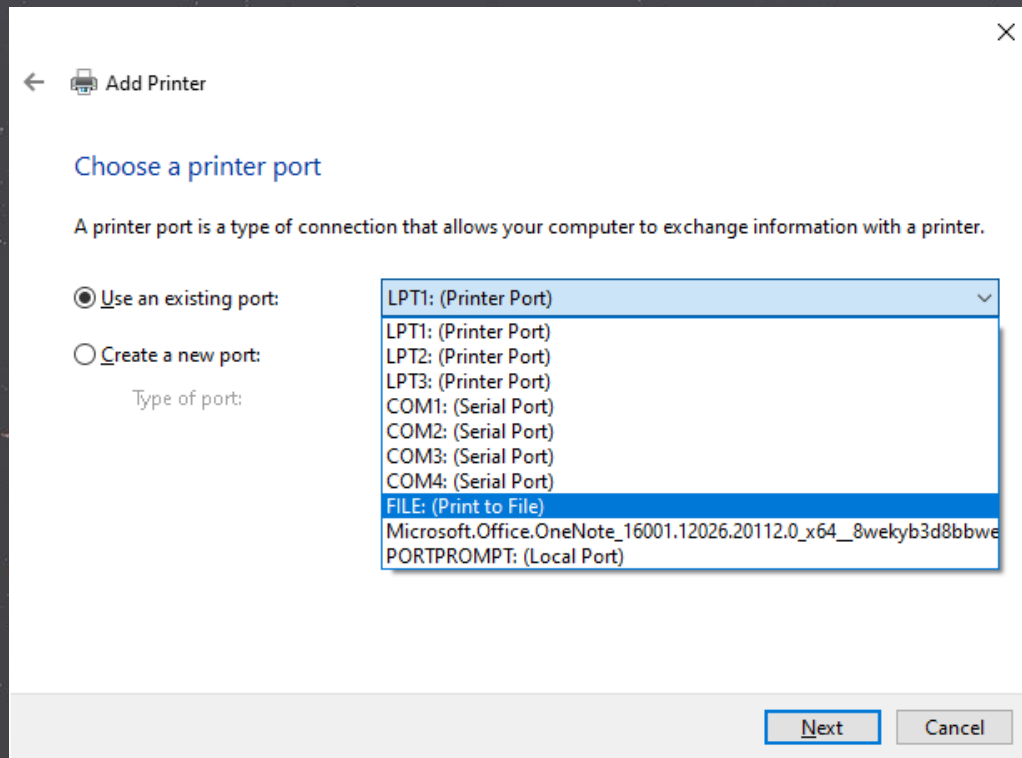 Add Printer
Choose a printer port
A printer port is a type of connection that allows your computer to exchange information with a printer.
Use an existing port:
LPT1: (Printer Port)
LPT1: (Printer Port)
LPT2: (Printer Port)
Create a new port:
LPT3: (Printer Port)
Type of port:
COM1: (Serial Port)
COM2: (Serial Port)
COM3: (Serial Port)
COM4: (Serial Port)
FILE: (Print to File)
Microsoft.Office.OneNote_16001.12026.20112.0_x64__8wekyb3d8bbwe
PORTPROMPT: (Local Port)
Next
Cancel